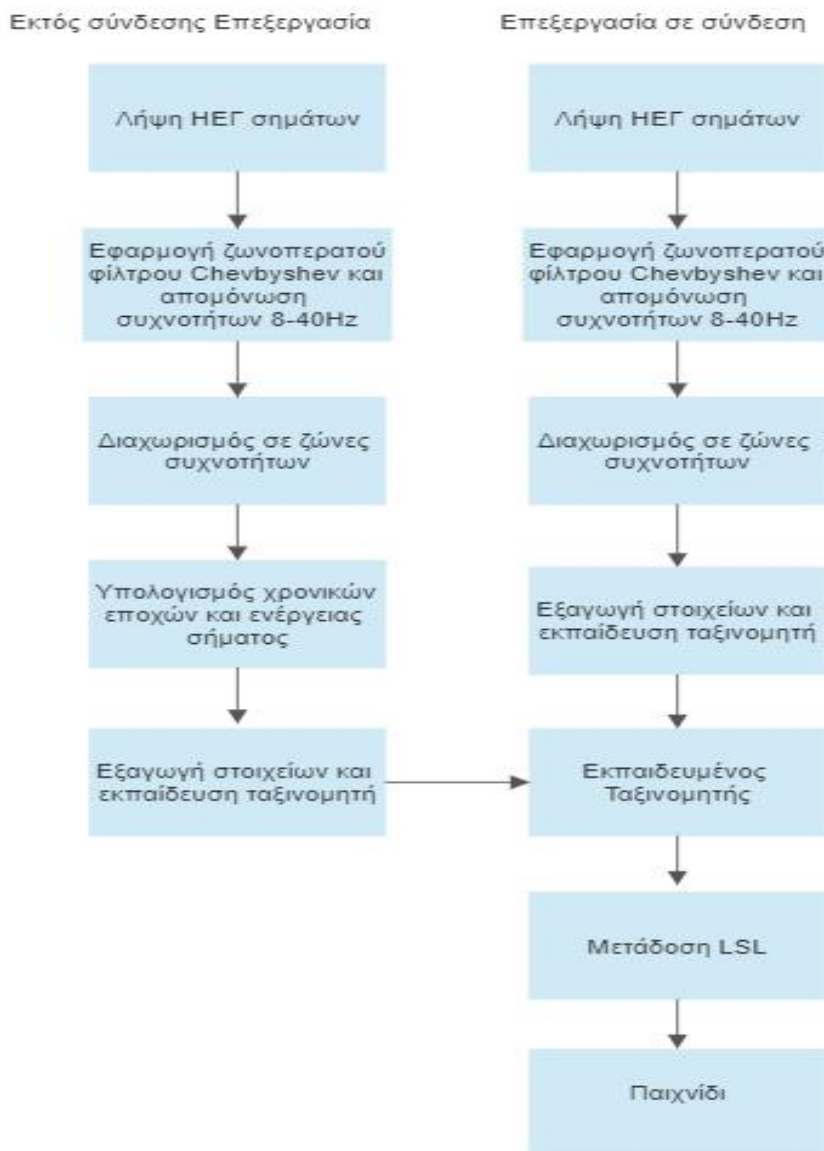 Εκτός σύνδεσης Επεξεργασία
Λήψη ΗΕΓ σημάτων
Εφαρμογή ζωνοπερατού
φίλτρου Chevbyshev και
απομόνωση
συχνοτήτων 8-40Hz
Διαχωρισμός σε ζώνες
συχνοτήτων
Υπολογισμός χρονικών
εποχών και ενέργειας
σήματος
Εξαγωγή στοιχείων και
εκπαίδευση ταξινομητή
Επεξεργασία σε σύνδεση
Λήψη ΗΕΓ σημάτων
Εφαρμογή ζωνοπερατού
φίλτρου Chevbyshev και
απομόνωση
συχνοτήτων 8-40Hz
Διαχωρισμός σε ζώνες
συχνοτήτων
Εξαγωγή στοιχείων και
εκπαίδευση ταξινομητή
Εκπαιδευμένος
Ταξινομητής
Μετάδοση LSL
Παιχνίδι